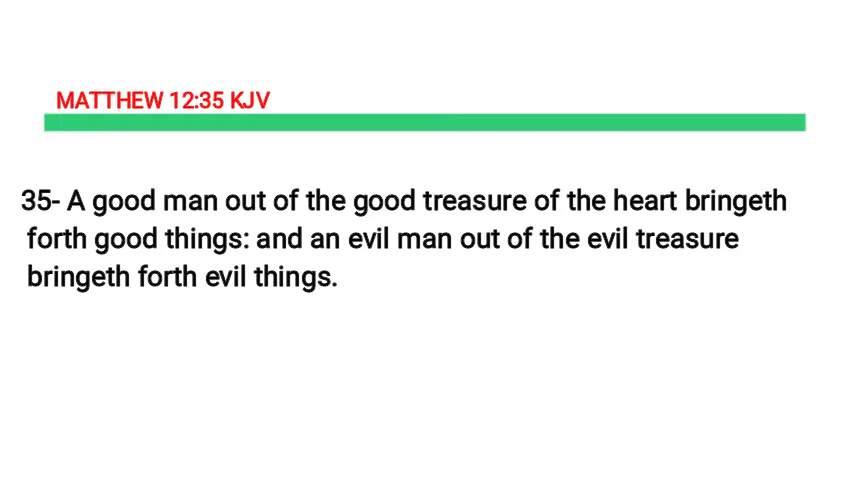 MATTHEW 12:35 KJV
35- A good man out of the good treasure of the heart bringeth
forth good things: and an evil man out of the evil treasure
bringeth forth evil things.